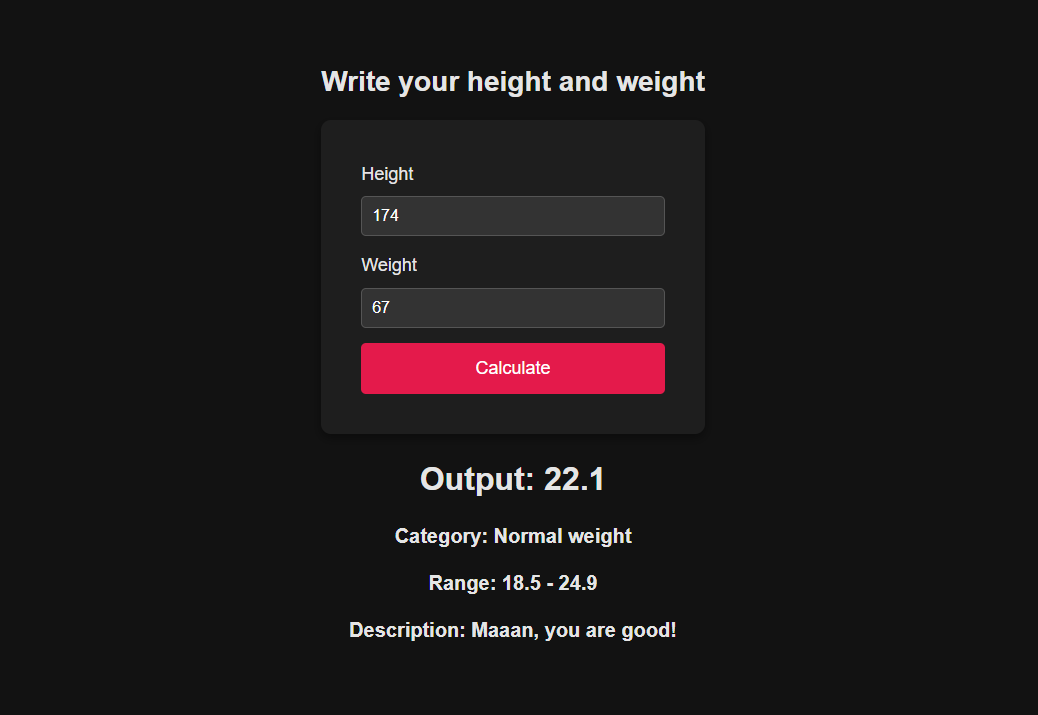 Write your height and weight
Height
174
Weight
67
Calculate
Output: 22.1
Category: Normal weight
Range: 18.5 - 24.9
Description: Maaan, you are good!